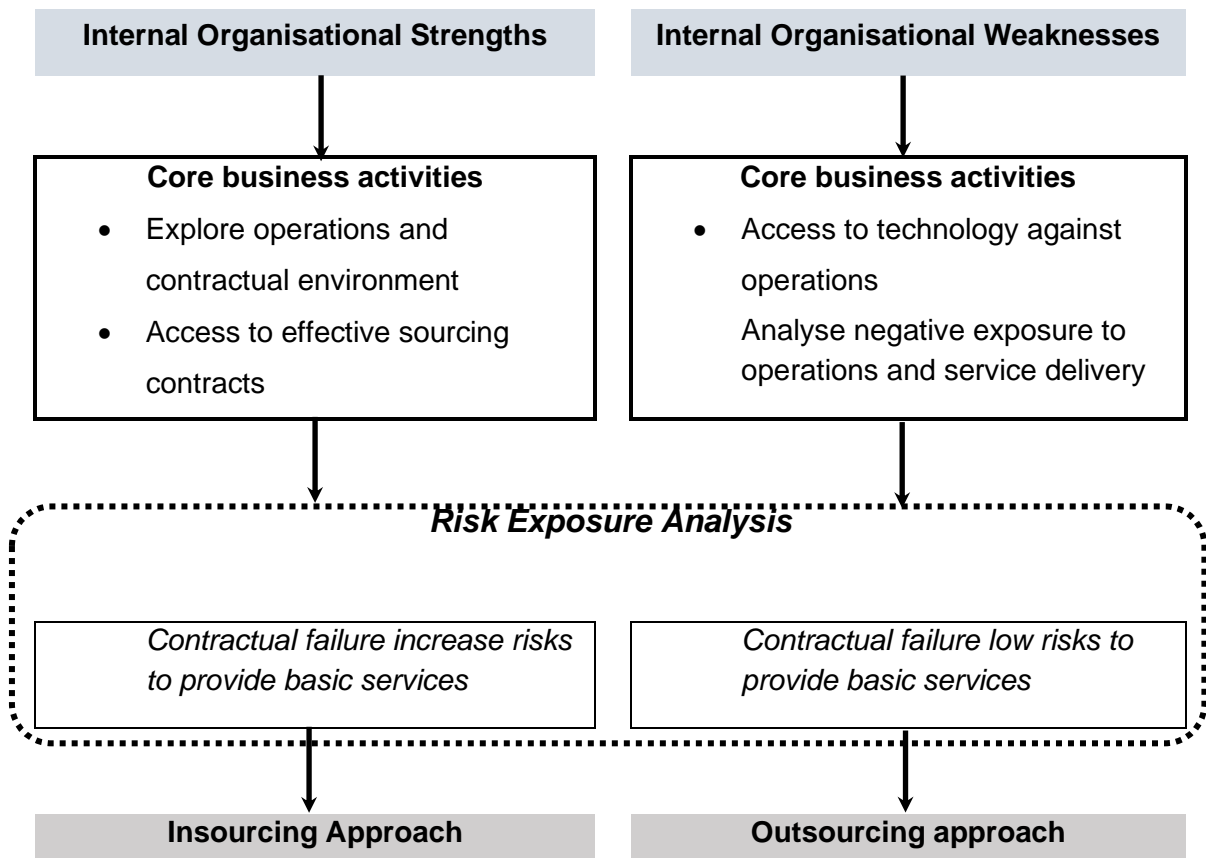 Internal Organisational Strengths
Internal Organisational Weaknesses
Core business activities
• Explore operations and
contractual environment
• Access to effective sourcing
contracts
Core business activities
• Access to technology against
operations
Analyse negative exposure to
operations and service delivery
Risk Exposure Analysis
Contractual failure increase risks
to provide basic services
Contractual failure low risks to
provide basic services
Insourcing Approach
Outsourcing approach